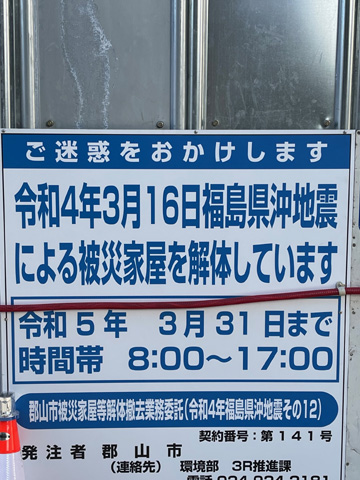 ご迷惑をおかけします
令和4年3月16日福島県沖地震
による被災家屋を解体しています
令和5年 3月31日まで
時間帯 8:00～17:00
郡山市被災家屋等解体撤去業務委託(令和4年福島県沖地震その12)
契約番号：第141号
発注者 郡山市
(連絡先) 環境部 3R推進課
電話 024-924-3181